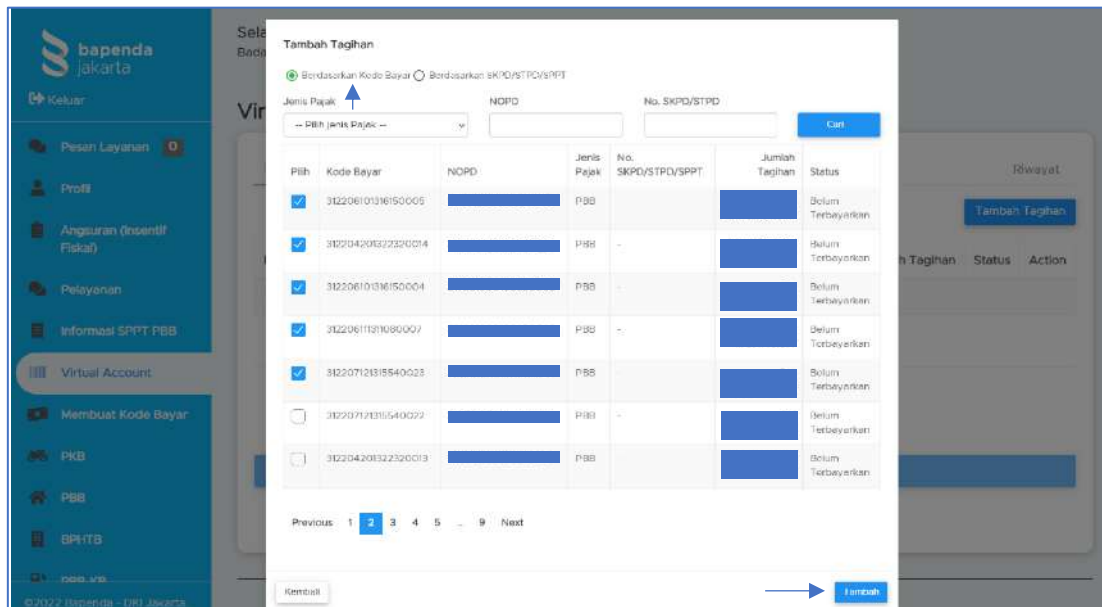 bapenda
jakarta
Keluar
Pesan Layanan 0
Profil
Angsuran (Insentif
Fiskal)
Pelayanan
Informasi SPPT PBB
Virtual Account
Membuat Kode Bayar
PKB
PBB
BPHTB
©2022 Bapenda - DKI Jakarta
Sela
Bada
Vir
Riwayat
Tambah Tagihan
h Tagihan Status Action
Tambah Tagihan
Berdasarkan Kode Bayar Berdasarkan SKPD/STPD/SPPT
Jenis Pajak NOPD No. SKPD/STPD
-- Pilih Jenis Pajak -- Cari
Pilih Kode Bayar NOPD Jenis Pajak No. SKPD/STPD/SPPT Jumlah Tagihan Status
312206101316150005 PBB Belum Terbayarkan
312204201322320014 PBB - Belum Terbayarkan
312206101316150004 PBB Belum Terbayarkan
312206111311080007 PBB - Belum Terbayarkan
312207121315540023 PBB Belum Terbayarkan
312207121315540022 PBB - Belum Terbayarkan
312204201322320013 PBB Belum Terbayarkan
Previous 1 2 3 4 5 ... 9 Next
Kembali Tambah